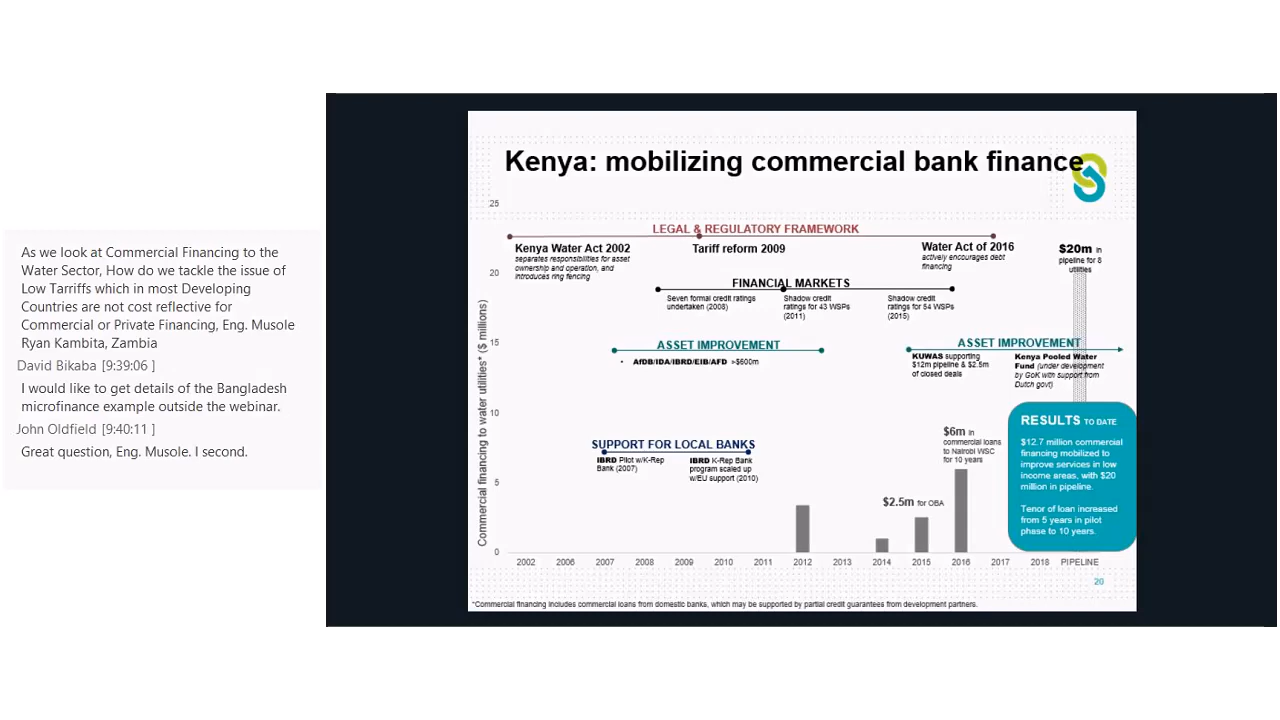 As we look at Commercial Financing to the
Water Sector, How do we tackle the issue of
Low Tarriffs which in most Developing
Countries are not cost reflective for
Commercial or Private Financing, Eng. Musole
Ryan Kambita, Zambia
David Bikaba [9:39:06 ]
I would like to get details of the Bangladesh
microfinance example outside the webinar.
John Oldfield [9:40:11 ]
Great question, Eng. Musole. I second.
Kenya: mobilizing commercial bank finance
Commercial financing to water utilities* ($ millions)
25
20
15
10
5
0
LEGAL & REGULATORY FRAMEWORK
Kenya Water Act 2002
separates responsibilities for asset
ownership and operation, and
introduces ring fencing
Tariff reform 2009
Water Act of 2016
actively encourages debt
financing
$20m in
pipeline for 8
utilities
FINANCIAL MARKETS
Seven formal credit ratings
undertaken (2008)
Shadow credit
ratings for 43 WSPs
(2011)
Shadow credit
ratings for 54 WSPs
(2015)
ASSET IMPROVEMENT
• AfDB/IDA/IBRD/EIB/AFD >$600m
ASSET IMPROVEMENT
KUWAS supporting
$12m pipeline & $2.5m
of closed deals
Kenya Pooled Water
Fund (under development
by GoK with support from
Dutch govt)
SUPPORT FOR LOCAL BANKS
IBRD Pilot w/K-Rep
Bank (2007)
IBRD K-Rep Bank
program scaled up
w/EU support (2010)
$6m in
commercial loans
to Nairobi WSC
for 10 years
$2.5m for OBA
RESULTS TO DATE
$12.7 million commercial
financing mobilized to
improve services in low
income areas, with $20
million in pipeline.
Tenor of loan increased
from 5 years in pilot
phase to 10 years.
2002 2006 2007 2008 2009 2010 2011 2012 2013 2014 2015 2016 2017 2018 PIPELINE
20
*Commercial financing includes commercial loans from domestic banks, which may be supported by partial credit guarantees from development partners.